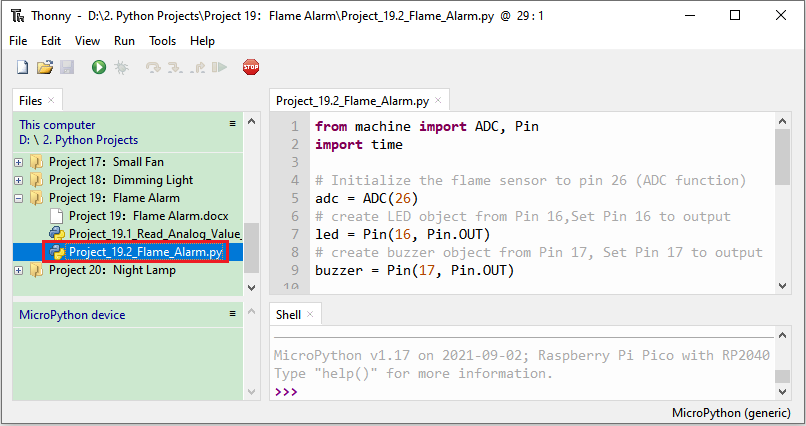 Thonny - D:\2. Python Projects\Project 19: Flame Alarm\Project_19.2_Flame_Alarm.py @ 29 : 1
File Edit View Run Tools Help
STOP
Files ×
This computer
D: \ 2. Python Projects
Project 17: Small Fan
Project 18: Dimming Light
Project 19: Flame Alarm
Project 19: Flame Alarm.docx
Project_19.1_Read_Analog_Value_
Project_19.2_Flame_Alarm.py
Project 20: Night Lamp
MicroPython device
Project_19.2_Flame_Alarm.py ×
1 from machine import ADC, Pin
2 import time
3
4 # Initialize the flame sensor to pin 26 (ADC function)
5 adc = ADC(26)
6 # create LED object from Pin 16,Set Pin 16 to output
7 led = Pin(16, Pin.OUT)
8 # create buzzer object from Pin 17, Set Pin 17 to output
9 buzzer = Pin(17, Pin.OUT)
10
Shell ×
MicroPython v1.17 on 2021-09-02; Raspberry Pi Pico with RP2040
Type "help()" for more information.
>>>
MicroPython (generic)